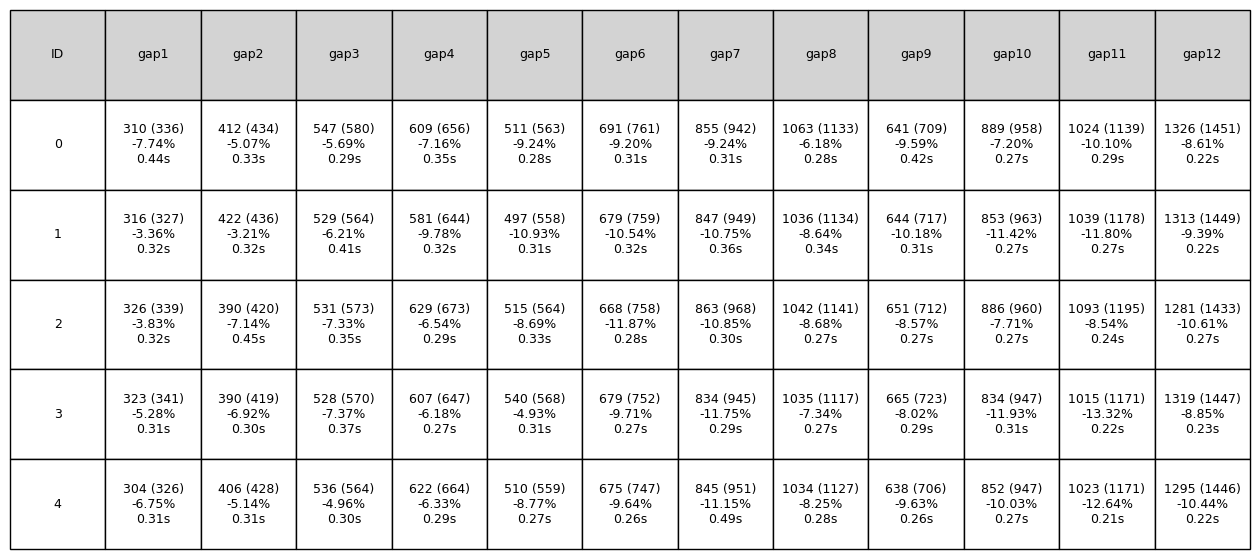 ID gap1 gap2 gap3 gap4 gap5 gap6 gap7 gap8 gap9 gap10 gap11 gap12
310 (336) 412 (434) 547 (580) 609 (656) 511 (563) 691 (761) 855 (942) 1063 (1133) 641 (709) 889 (958) 1024 (1139) 1326 (1451)
0 -7.74% -5.07% -5.69% -7.16% -9.24% -9.20% -9.24% -6.18% -9.59% -7.20% -10.10% -8.61%
0.44s 0.33s 0.29s 0.35s 0.28s 0.31s 0.31s 0.28s 0.42s 0.27s 0.29s 0.22s
316 (327) 422 (436) 529 (564) 581 (644) 497 (558) 679 (759) 847 (949) 1036 (1134) 644 (717) 853 (963) 1039 (1178) 1313 (1449)
1 -3.36% -3.21% -6.21% -9.78% -10.93% -10.54% -10.75% -8.64% -10.18% -11.42% -11.80% -9.39%
0.32s 0.32s 0.41s 0.32s 0.31s 0.32s 0.36s 0.34s 0.31s 0.27s 0.27s 0.22s
326 (339) 390 (420) 531 (573) 629 (673) 515 (564) 668 (758) 863 (968) 1042 (1141) 651 (712) 886 (960) 1093 (1195) 1281 (1433)
2 -3.83% -7.14% -7.33% -6.54% -8.69% -11.87% -10.85% -8.68% -8.57% -7.71% -8.54% -10.61%
0.32s 0.45s 0.35s 0.29s 0.33s 0.28s 0.30s 0.27s 0.27s 0.27s 0.24s 0.27s
323 (341) 390 (419) 528 (570) 607 (647) 540 (568) 679 (752) 834 (945) 1035 (1117) 665 (723) 834 (947) 1015 (1171) 1319 (1447)
3 -5.28% -6.92% -7.37% -6.18% -4.93% -9.71% -11.75% -7.34% -8.02% -11.93% -13.32% -8.85%
0.31s 0.30s 0.37s 0.27s 0.31s 0.27s 0.29s 0.27s 0.29s 0.31s 0.22s 0.23s
304 (326) 406 (428) 536 (564) 622 (664) 510 (559) 675 (747) 845 (951) 1034 (1127) 638 (706) 852 (947) 1023 (1171) 1295 (1446)
4 -6.75% -5.14% -4.96% -6.33% -8.77% -9.64% -11.15% -8.25% -9.63% -10.03% -12.64% -10.44%
0.31s 0.31s 0.30s 0.29s 0.27s 0.26s 0.49s 0.28s 0.26s 0.27s 0.21s 0.22s